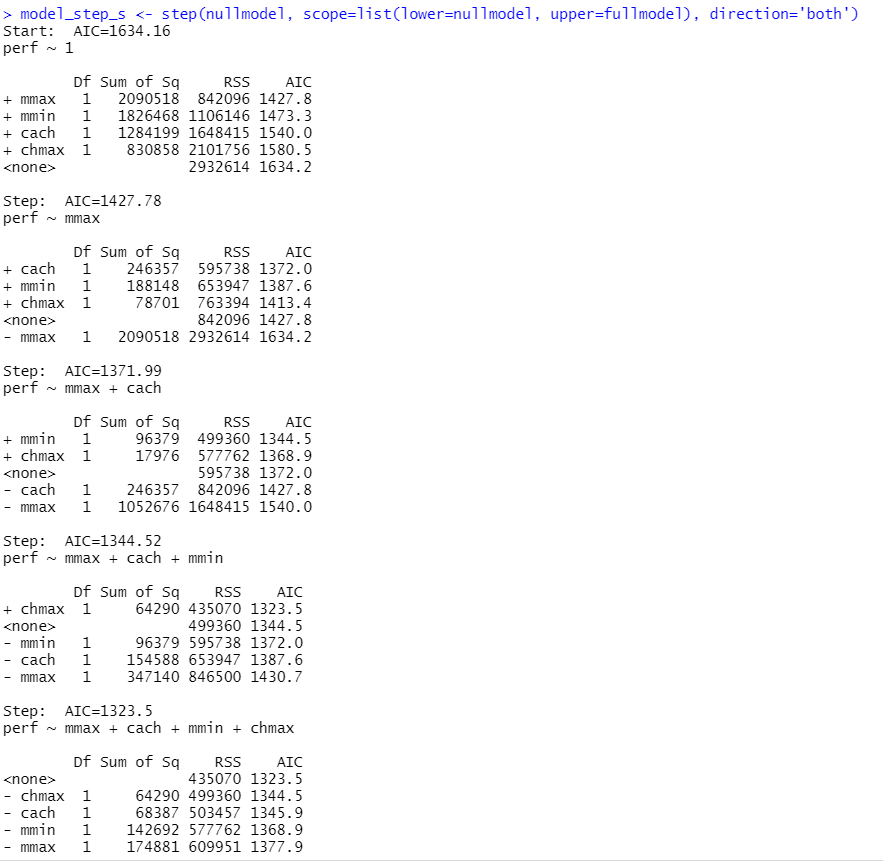 > model_step_s <- step(nullmodel, scope=list(lower=nullmodel, upper=fullmodel), direction='both')
Start:  AIC=1634.16
perf ~ 1

        Df Sum of Sq     RSS    AIC
+ mmax   1   2090518  842096 1427.8
+ mmin   1   1826468 1106146 1473.3
+ cach   1   1284199 1648415 1540.0
+ chmax  1    830858 2101756 1580.5
<none>               2932614 1634.2

Step:  AIC=1427.78
perf ~ mmax

        Df Sum of Sq     RSS    AIC
+ cach   1    246357  595738 1372.0
+ mmin   1    188148  653947 1387.6
+ chmax  1     78701  763394 1413.4
<none>                842096 1427.8
- mmax   1   2090518 2932614 1634.2

Step:  AIC=1371.99
perf ~ mmax + cach

        Df Sum of Sq     RSS    AIC
+ mmin   1     96379  499360 1344.5
+ chmax  1     17976  577762 1368.9
<none>                595738 1372.0
- cach   1    246357  842096 1427.8
- mmax   1   1052676 1648415 1540.0

Step:  AIC=1344.52
perf ~ mmax + cach + mmin

        Df Sum of Sq    RSS    AIC
+ chmax  1     64290 435070 1323.5
<none>               499360 1344.5
- mmin   1     96379 595738 1372.0
- cach   1    154588 653947 1387.6
- mmax   1    347140 846500 1430.7

Step:  AIC=1323.5
perf ~ mmax + cach + mmin + chmax

        Df Sum of Sq    RSS    AIC
<none>               435070 1323.5
- chmax  1     64290 499360 1344.5
- cach   1     68387 503457 1345.9
- mmin   1    142692 577762 1368.9
- mmax   1    174881 609951 1377.9